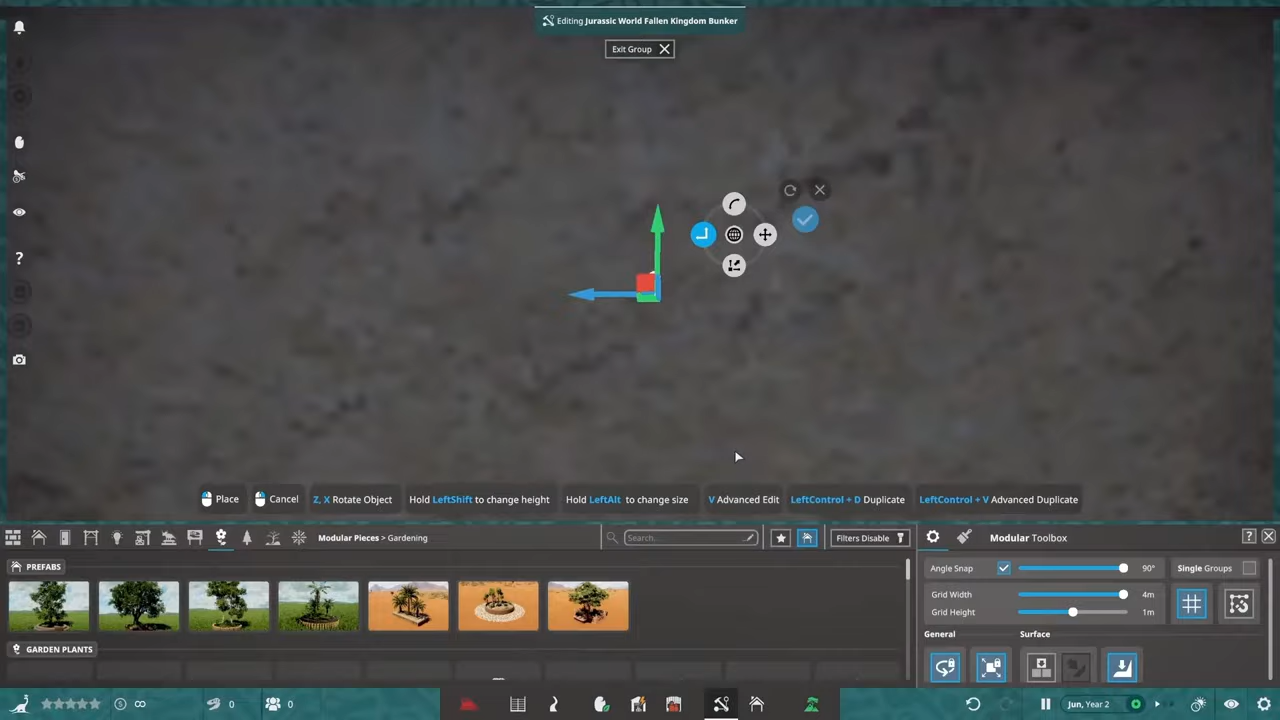 Editing Jurassic World Fallen Kingdom Bunker
Exit Group
?
Place
Cancel
Z, X Rotate Object
Hold LeftShift to change height
Hold LeftAlt to change size
V Advanced Edit
LeftControl + D Duplicate
LeftControl + V Advanced Duplicate
Modular Pieces > Gardening
Search...
Filters Disable
Modular Toolbox
?
PREFABS
Angle Snap
90°
Single Groups
Grid Width
4m
Grid Height
1m
General
Surface
GARDEN PLANTS
∞
0
0
Jun, Year 2